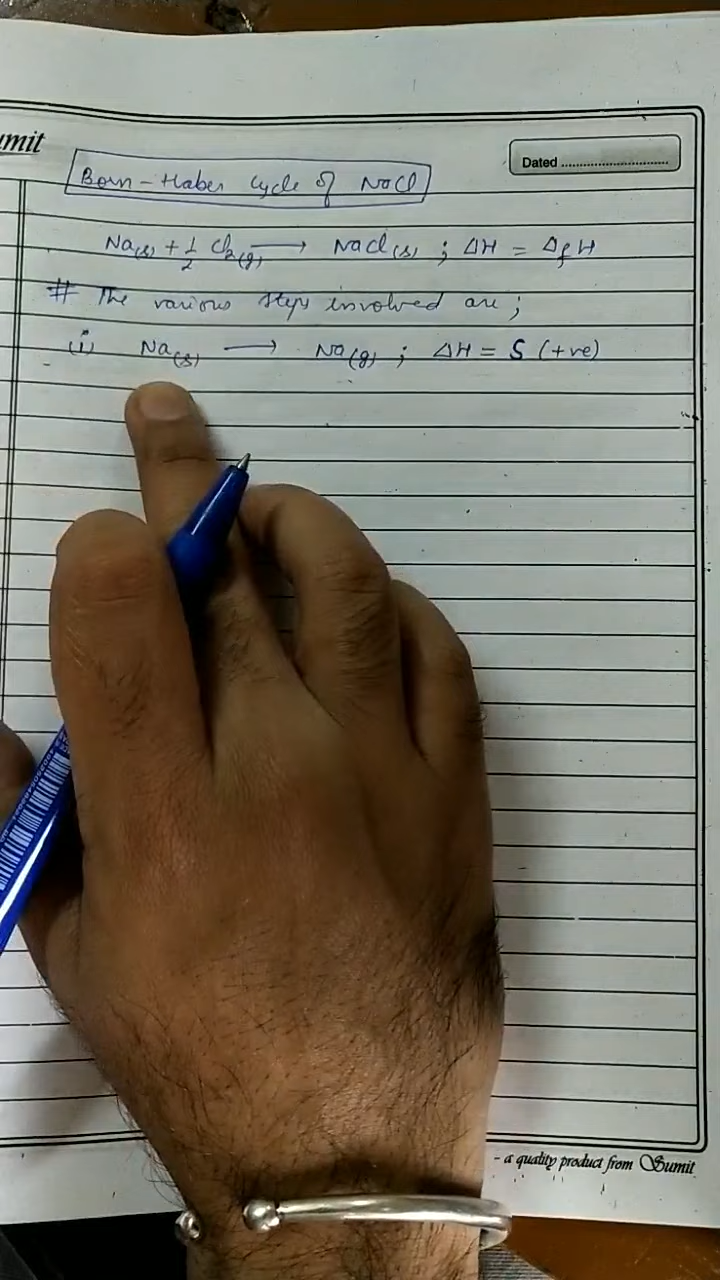 umit
Dated
Born-Haber Cycle of NaCl
Na(s) + 1/2 Cl2(g) ⟶ NaCl(s) ; ΔH = ΔfH
# The various steps involved are ;
(i) Na(s) ⟶ Na(g) ; ΔH = S (+ve)
- a quality product from Sumit